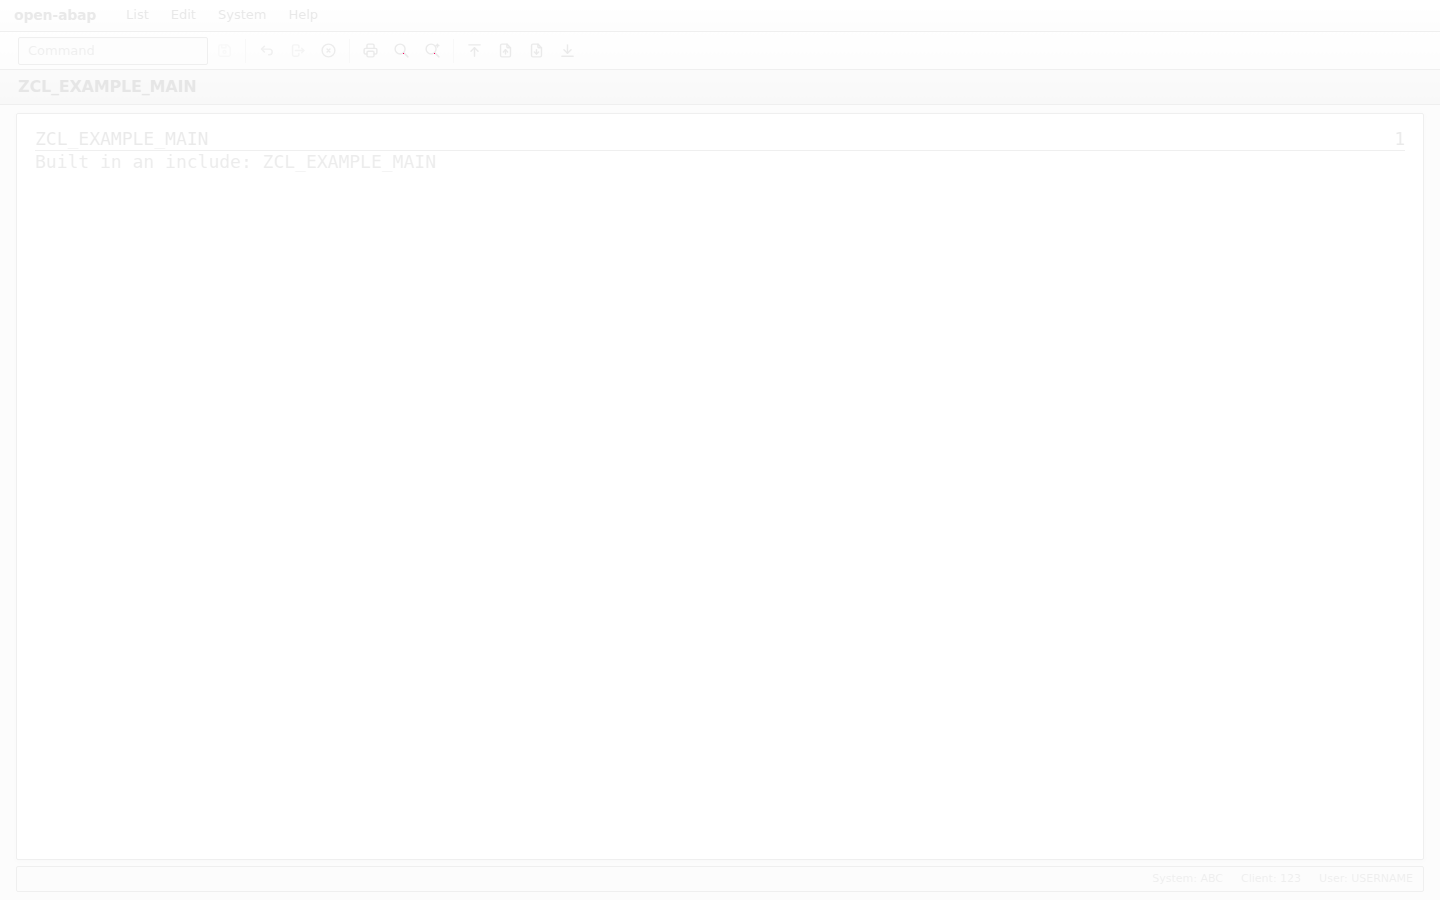 open-abap List Edit System Help
Command
ZCL_EXAMPLE_MAIN
ZCL_EXAMPLE_MAIN 1
Built in an include: ZCL_EXAMPLE_MAIN
System: ABC Client: 123 User: USERNAME